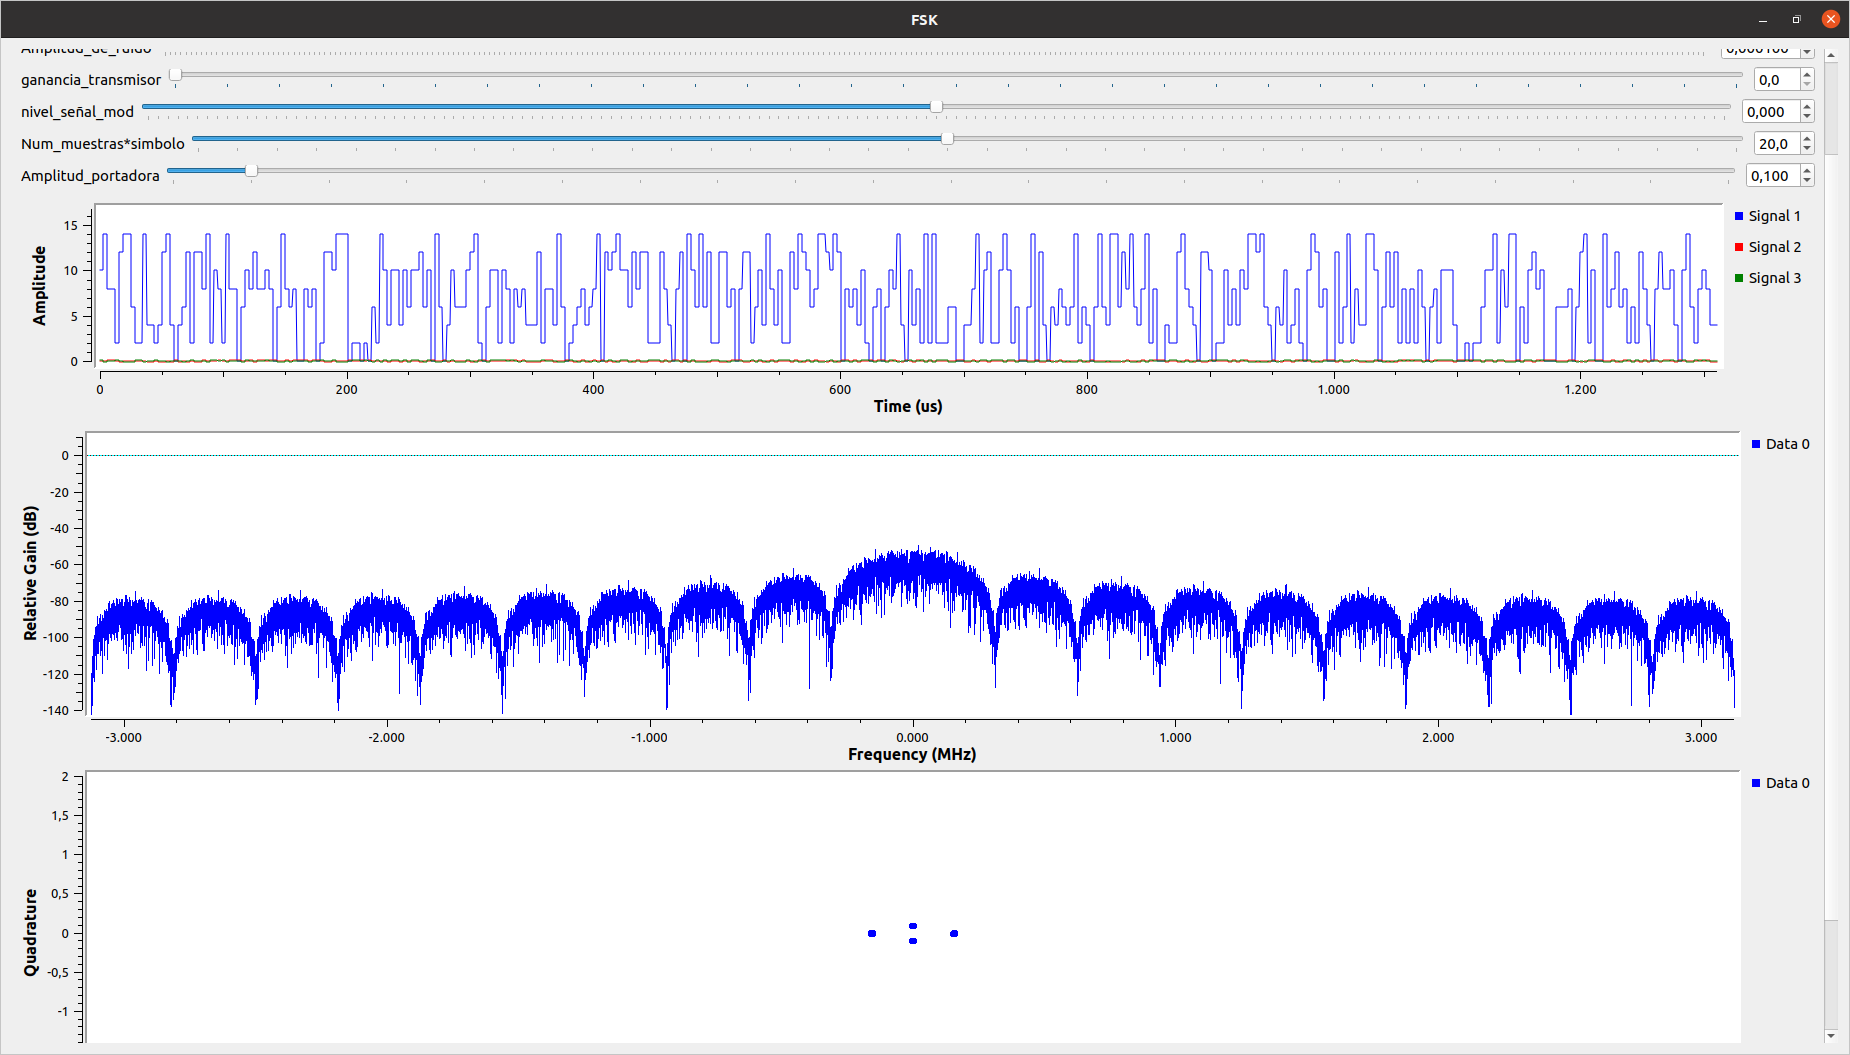 FSK
Amplitud_de_ruido 0,000100
ganancia_transmisor 0,0
nivel_señal_mod 0,000
Num_muestras*simbolo 20,0
Amplitud_portadora 0,100
Amplitude
15
10
5
0
0 200 400 600 800 1.000 1.200
Time (us)
Signal 1
Signal 2
Signal 3
Relative Gain (dB)
0
-20
-40
-60
-80
-100
-120
-140
-3.000 -2.000 -1.000 0.000 1.000 2.000 3.000
Frequency (MHz)
Data 0
Quadrature
2
1,5
1
0,5
0
-0,5
-1
Data 0